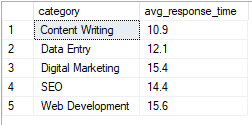 category avg_response_time
1 Content Writing 10.9
2 Data Entry 12.1
3 Digital Marketing 15.4
4 SEO 14.4
5 Web Development 15.6